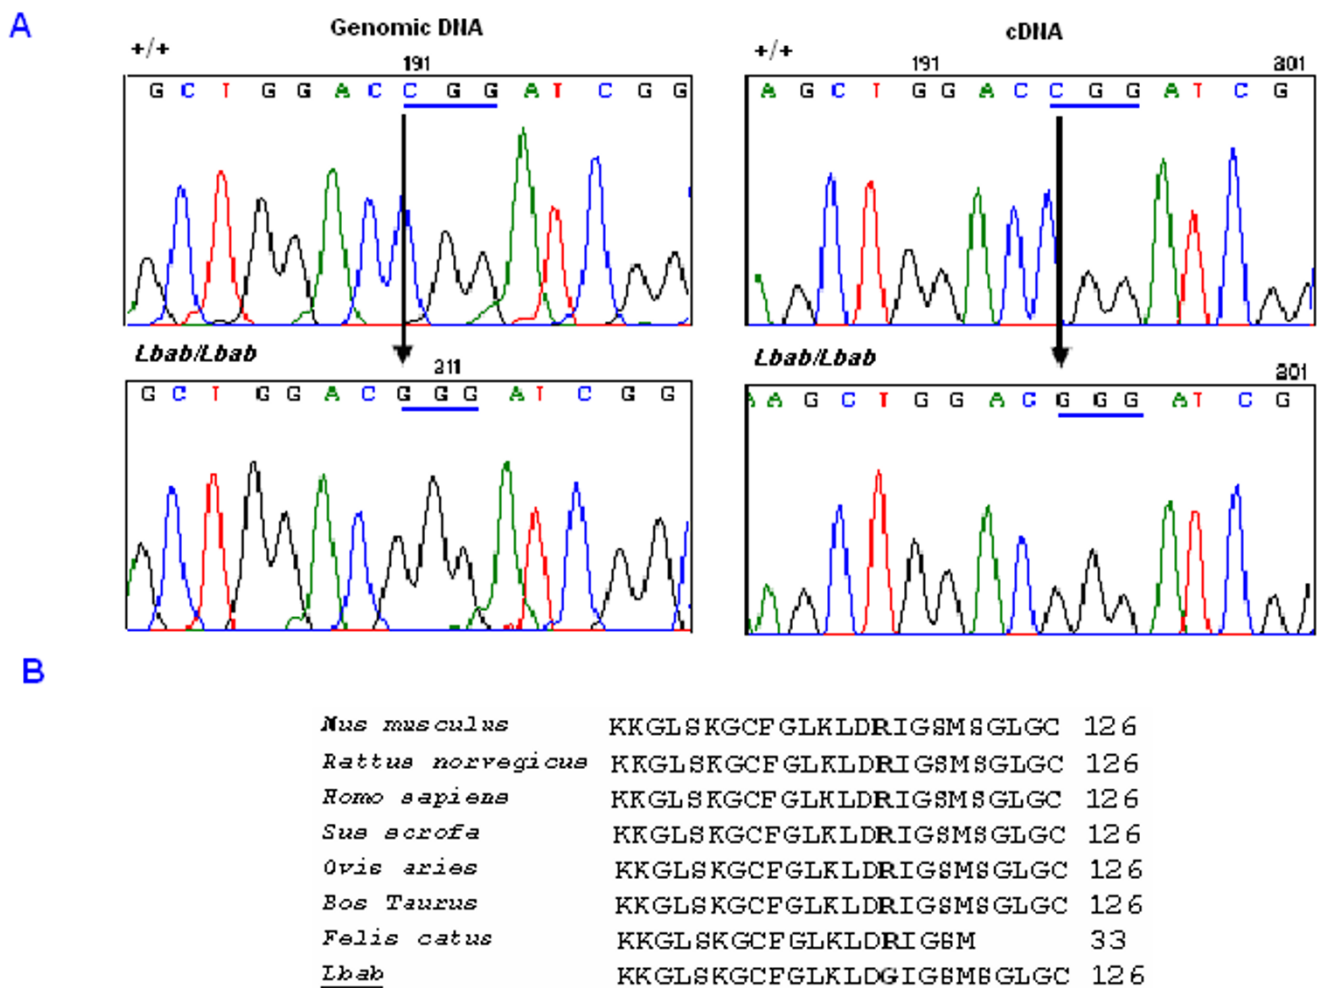 A
Genomic DNA
cDNA
+/+
191
G C T G G A C C G G A T C G G
+/+
191 201
A G C T G G A C C G G A T C G
Lbab/Lbab
211
G C T G G A C G G G A T C G G
Lbab/Lbab
201
A A G C T G G A C G G G A T C G
B
Mus musculus KKGLSKGCFGLKLDRIGSMSGLGC 126
Rattus norvegicus KKGLSKGCFGLKLDRIGSMSGLGC 126
Homo sapiens KKGLSKGCFGLKLDRIGSMSGLGC 126
Sus scrofa KKGLSKGCFGLKLDRIGSMSGLGC 126
Ovis aries KKGLSKGCFGLKLDRIGSMSGLGC 126
Bos Taurus KKGLSKGCFGLKLDRIGSMSGLGC 126
Felis catus KKGLSKGCFGLKLDRIGSM 33
Lbab KKGLSKGCFGLKLDGIGSMSGLGC 126